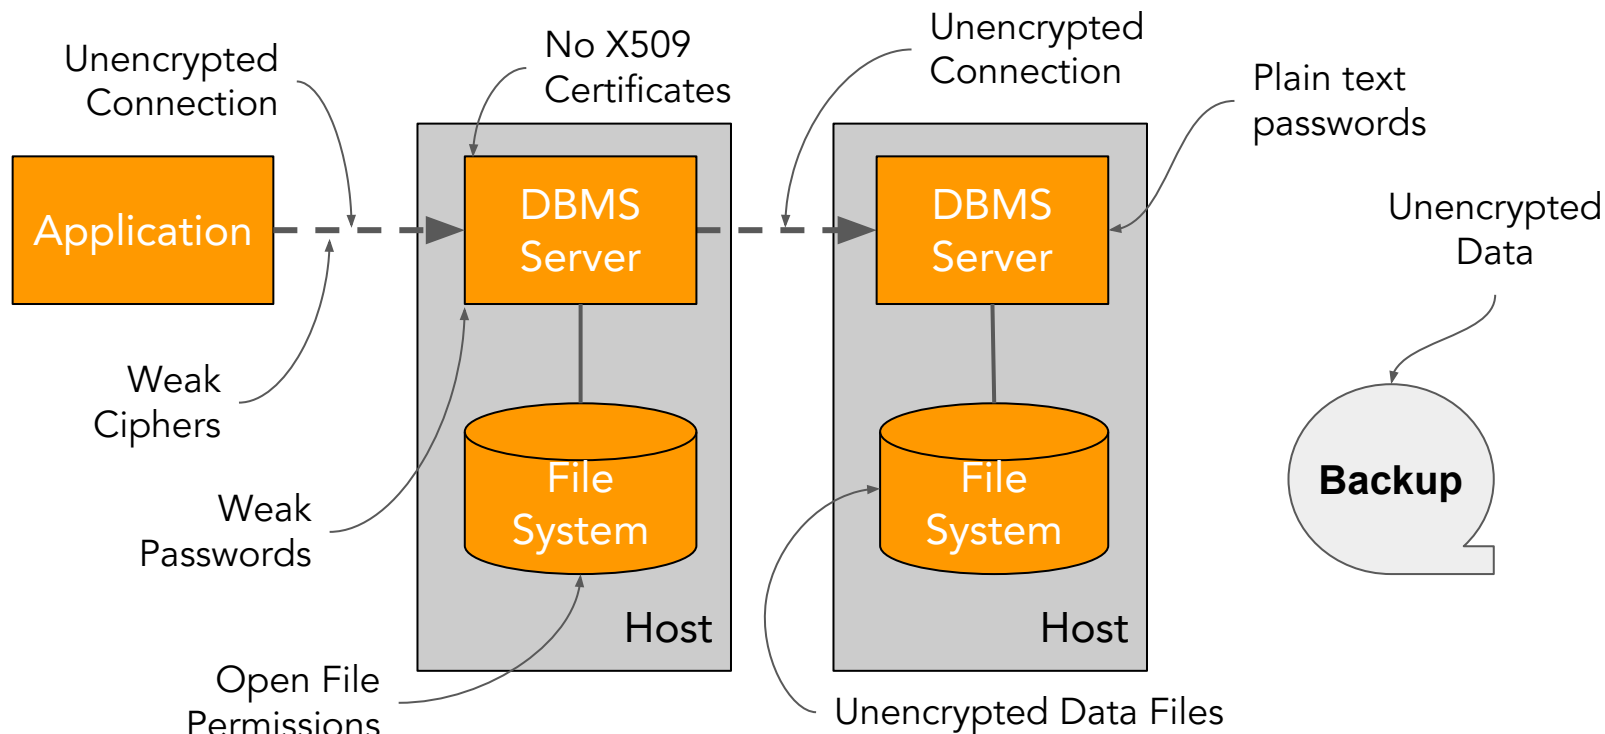 Unencrypted
Connection
No X509
Certificates
Unencrypted
Connection
Plain text
passwords
Application
DBMS
Server
DBMS
Server
Unencrypted
Data
Weak
Ciphers
Weak
Passwords
File
System
File
System
Backup
Host
Host
Open File
Permissions
Unencrypted Data Files